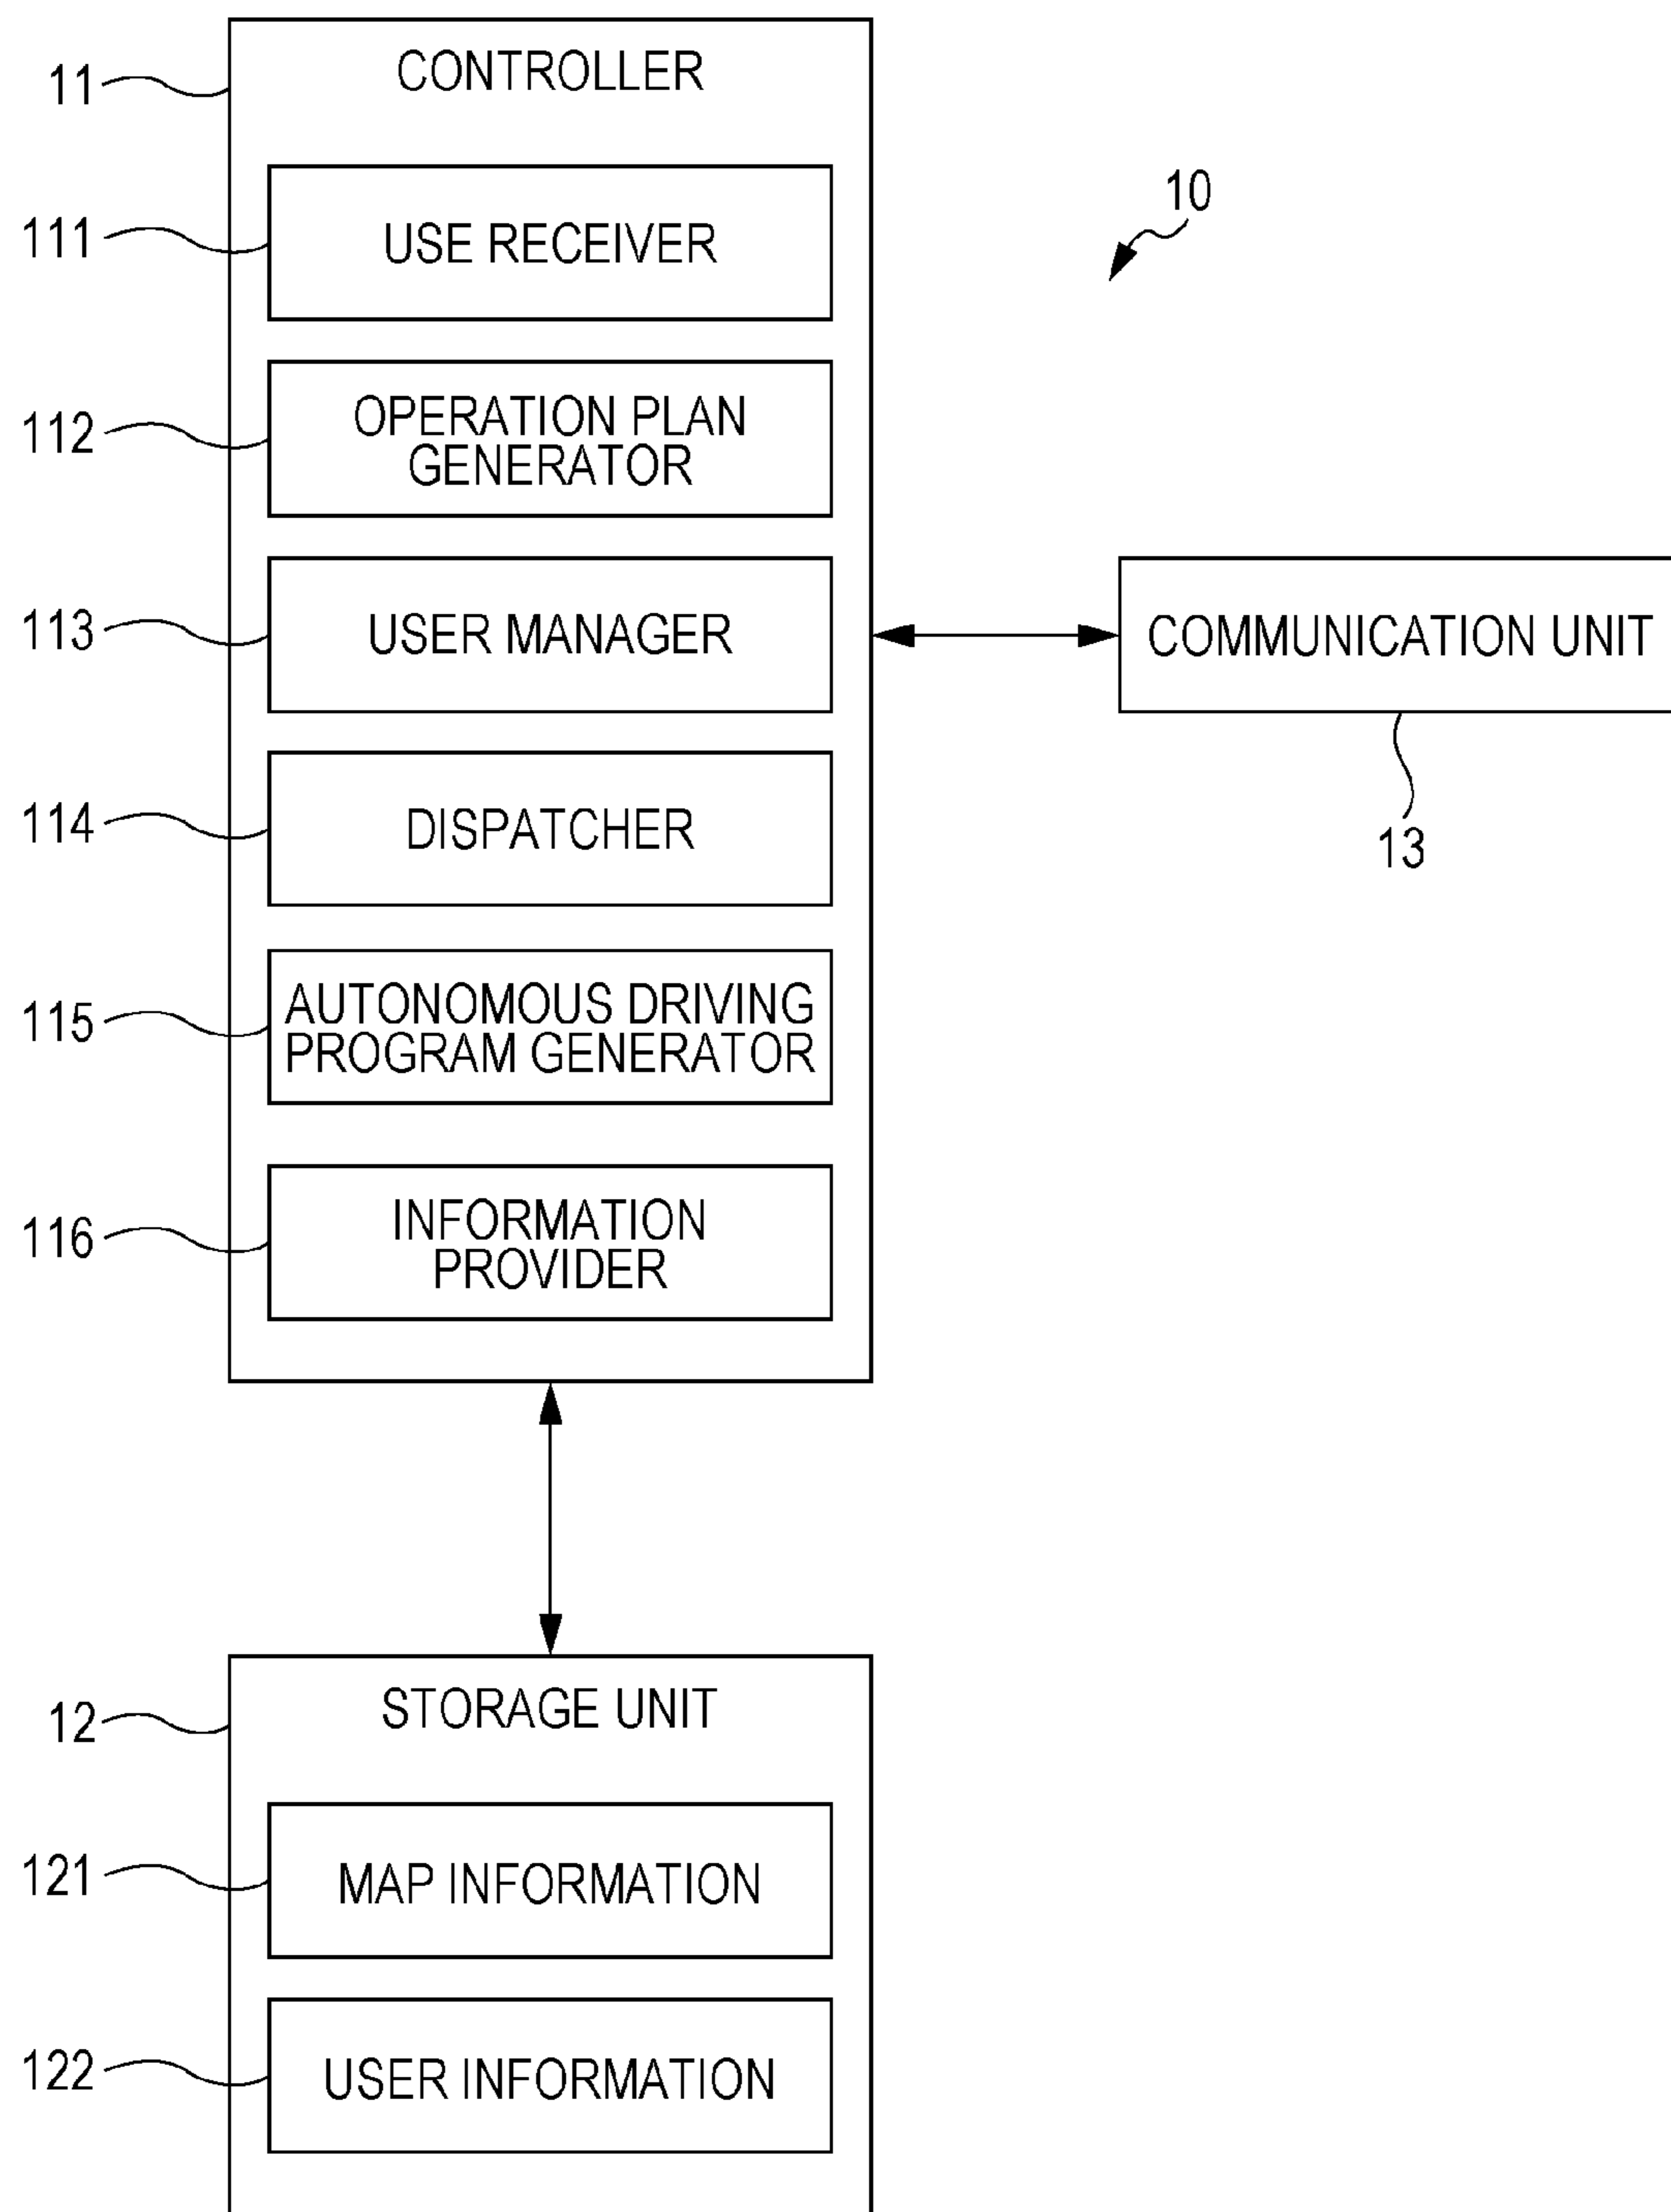 11
CONTROLLER
10
111
USE RECEIVER
112
OPERATION PLAN
GENERATOR
113
USER MANAGER
COMMUNICATION UNIT
13
114
DISPATCHER
115
AUTONOMOUS DRIVING
PROGRAM GENERATOR
116
INFORMATION
PROVIDER
12
STORAGE UNIT
121
MAP INFORMATION
122
USER INFORMATION